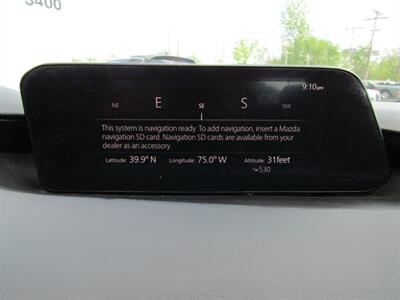 3400
9:10pm
NE E SE S SW
This system is navigation ready. To add navigation, insert a Mazda
navigation SD card. Navigation SD cards are available from your
dealer as an accessory.
Latitude: 39.9°N Longitude: 75.0°W Altitude: 31feet
530